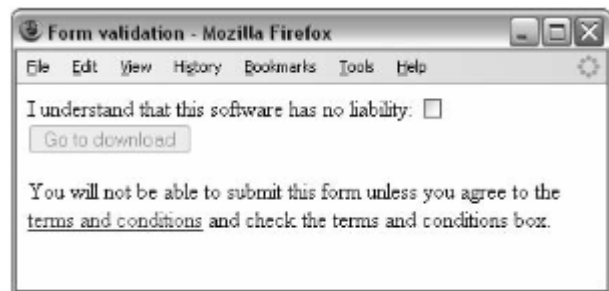 Form validation - Mozilla Firefox
File Edit View History Bookmarks Tools Help
I understand that this software has no liability:
Go to download
You will not be able to submit this form unless you agree to the
terms and conditions and check the terms and conditions box.